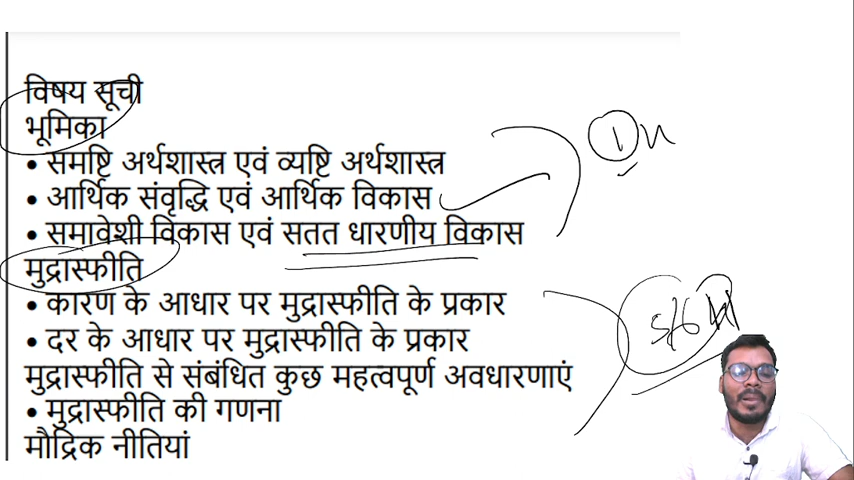 विषय सूची
भूमिका
• समष्टि अर्थशास्त्र एवं व्यष्टि अर्थशास्त्र
• आर्थिक संवृद्धि एवं आर्थिक विकास
• समावेशी विकास एवं सतत धारणीय विकास
मुद्रास्फीति
• कारण के आधार पर मुद्रास्फीति के प्रकार
• दर के आधार पर मुद्रास्फीति के प्रकार
मुद्रास्फीति से संबंधित कुछ महत्वपूर्ण अवधारणाएं
• मुद्रास्फीति की गणना
मौद्रिक नीतियां